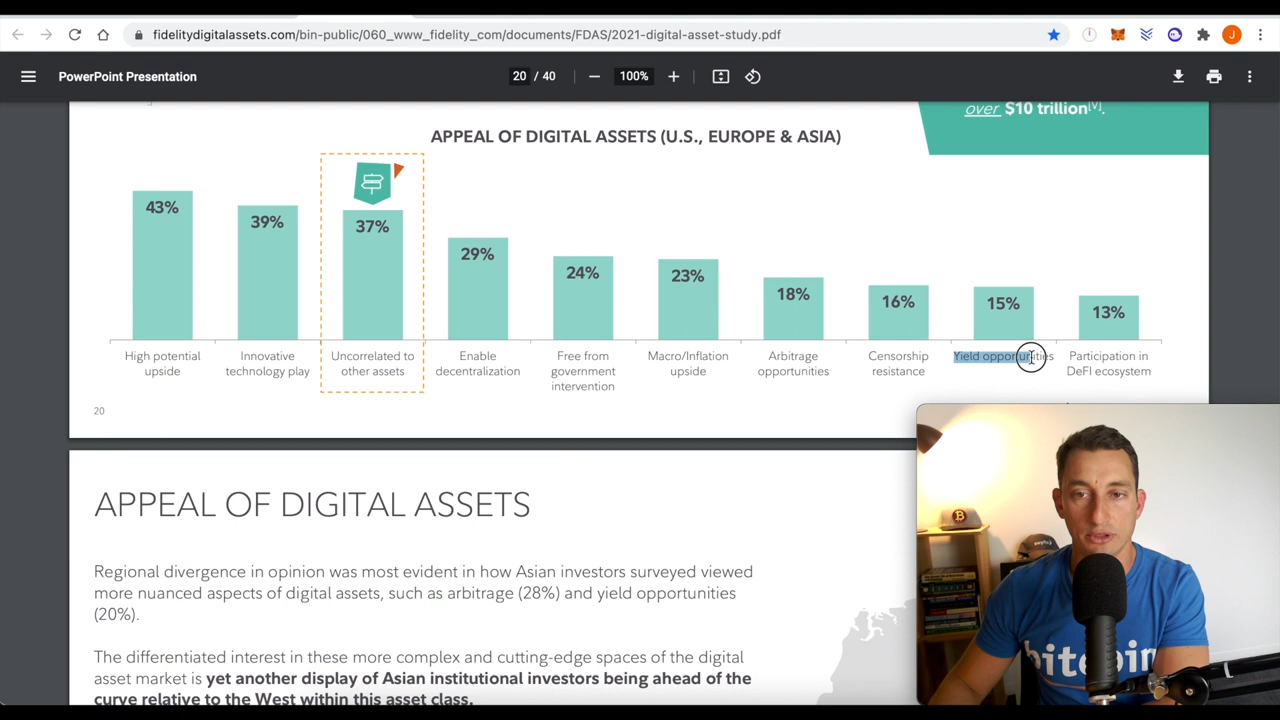 fidelitydigitalassets.com/bin-public/060_www_fidelity_com/documents/FDAS/2021-digital-asset-study.pdf
J
PowerPoint Presentation
20 / 40
100%
over $10 trillion[v].
APPEAL OF DIGITAL ASSETS (U.S., EUROPE & ASIA)
43%
39%
37%
29%
24%
23%
18%
16%
15%
13%
High potential
upside
Innovative
technology play
Uncorrelated to
other assets
Enable
decentralization
Free from
government
intervention
Macro/Inflation
upside
Arbitrage
opportunities
Censorship
resistance
Yield opportunities
Participation in
DeFI ecosystem
20
APPEAL OF DIGITAL ASSETS
Regional divergence in opinion was most evident in how Asian investors surveyed viewed
more nuanced aspects of digital assets, such as arbitrage (28%) and yield opportunities
(20%).
The differentiated interest in these more complex and cutting-edge spaces of the digital
asset market is yet another display of Asian institutional investors being ahead of the
curve relative to the West within this asset class.
bitcoin